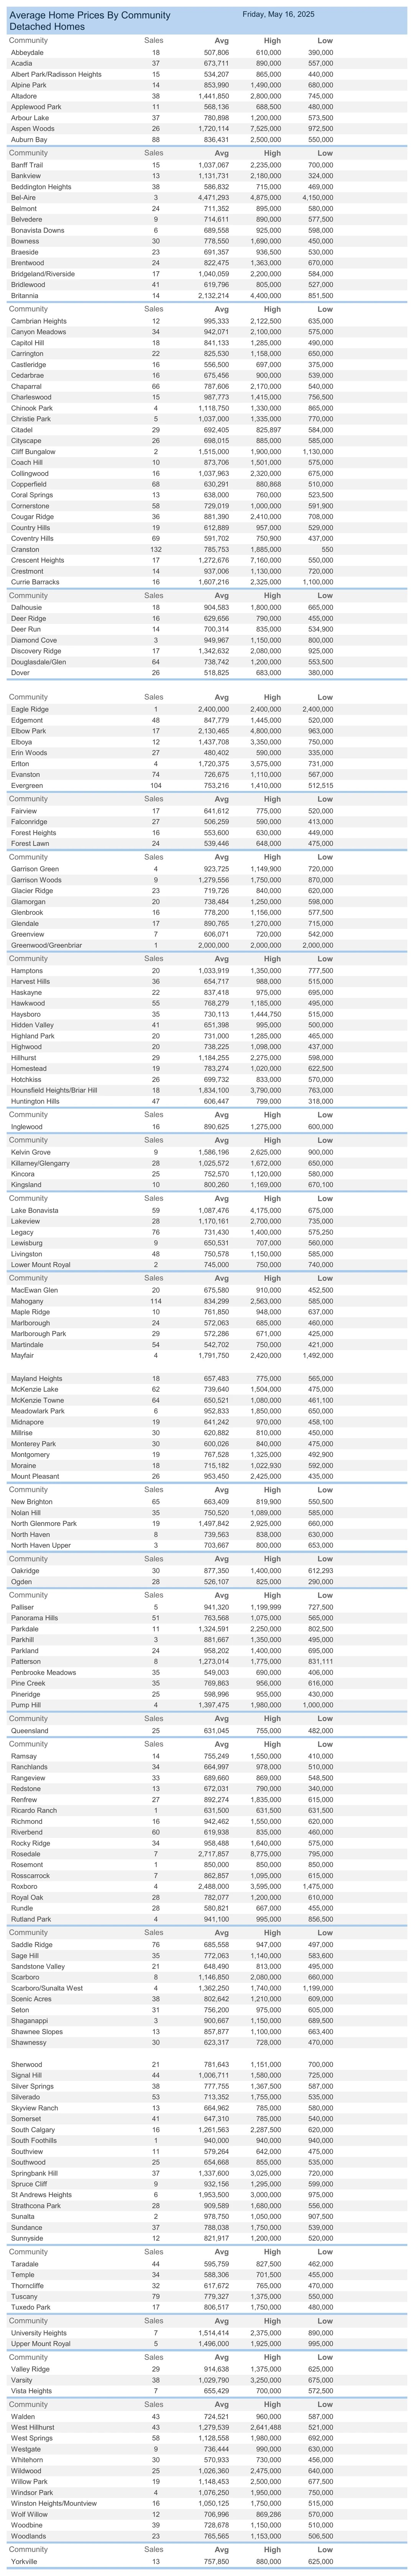 Average Home Prices By Community Friday, May 16, 2025
Detached Homes
Community Sales Avg High Low
Abbeydale 18 507,806 610,000 390,000
Acadia 37 673,711 890,000 557,000
Albert Park/Radisson Heights 15 534,207 865,000 440,000
Alpine Park 14 853,990 1,490,000 680,000
Altadore 38 1,441,850 2,800,000 745,000
Applewood Park 11 568,136 688,500 480,000
Arbour Lake 37 780,898 1,200,000 573,500
Aspen Woods 26 1,720,114 7,525,000 972,500
Auburn Bay 88 836,431 2,500,000 550,000
Community Sales Avg High Low
Banff Trail 15 1,037,067 2,235,000 700,000
Bankview 13 1,131,731 2,180,000 324,000
Beddington Heights 38 586,832 715,000 469,000
Bel-Aire 3 4,471,293 4,875,000 4,150,000
Belmont 24 711,352 895,000 580,000
Belvedere 9 714,611 890,000 577,500
Bonavista Downs 6 689,558 925,000 598,000
Bowness 30 778,550 1,690,000 450,000
Braeside 23 691,357 936,500 530,000
Brentwood 24 822,475 1,363,000 670,000
Bridgeland/Riverside 17 1,040,059 2,200,000 584,000
Bridlewood 41 619,796 805,000 527,000
Britannia 14 2,132,214 4,400,000 851,500
Community Sales Avg High Low
Cambrian Heights 12 995,333 2,122,500 635,000
Canyon Meadows 34 942,071 2,100,000 575,000
Capitol Hill 18 841,133 1,285,000 490,000
Carrington 22 825,530 1,158,000 650,000
Castleridge 16 556,500 697,000 375,000
Cedarbrae 16 675,456 900,000 539,000
Chaparral 66 787,606 2,170,000 540,000
Charleswood 15 987,773 1,415,000 756,500
Chinook Park 4 1,118,750 1,330,000 865,000
Christie Park 5 1,037,000 1,335,000 770,000
Citadel 29 692,405 825,897 584,000
Cityscape 26 698,015 885,000 585,000
Cliff Bungalow 2 1,515,000 1,900,000 1,130,000
Coach Hill 10 873,706 1,501,000 575,000
Collingwood 16 1,037,963 2,320,000 675,000
Copperfield 68 630,291 880,868 510,000
Coral Springs 13 638,000 760,000 523,500
Cornerstone 58 729,019 1,000,000 591,900
Cougar Ridge 36 881,390 2,410,000 708,000
Country Hills 19 612,889 957,000 529,000
Coventry Hills 69 591,702 750,900 437,000
Cranston 132 785,753 1,885,000 550
Crescent Heights 17 1,272,676 7,160,000 550,000
Crestmont 14 937,006 1,130,000 720,000
Currie Barracks 16 1,607,216 2,325,000 1,100,000
Community Sales Avg High Low
Dalhousie 18 904,583 1,800,000 665,000
Deer Ridge 16 629,656 790,000 455,000
Deer Run 14 700,314 835,000 534,900
Diamond Cove 3 949,967 1,150,000 800,000
Discovery Ridge 17 1,342,632 2,080,000 925,000
Douglasdale/Glen 64 738,742 1,200,000 553,500
Dover 26 518,825 683,000 380,000
Community Sales Avg High Low
Eagle Ridge 1 2,400,000 2,400,000 2,400,000
Edgemont 48 847,779 1,445,000 520,000
Elbow Park 17 2,130,465 4,800,000 963,000
Elboya 12 1,437,708 3,350,000 750,000
Erin Woods 27 480,402 590,000 335,000
Erlton 4 1,720,375 3,575,000 731,000
Evanston 74 726,675 1,110,000 567,000
Evergreen 104 753,216 1,410,000 512,515
Community Sales Avg High Low
Fairview 17 641,612 775,000 520,000
Falconridge 27 506,259 590,000 413,000
Forest Heights 16 553,600 630,000 449,000
Forest Lawn 24 539,446 648,000 475,000
Community Sales Avg High Low
Garrison Green 4 923,725 1,149,900 720,000
Garrison Woods 9 1,279,556 1,750,000 870,000
Glacier Ridge 23 719,726 840,000 620,000
Glamorgan 20 738,484 1,250,000 598,000
Glenbrook 16 778,200 1,156,000 577,500
Glendale 17 890,765 1,270,000 715,000
Greenview 7 606,071 720,000 542,000
Greenwood/Greenbriar 1 2,000,000 2,000,000 2,000,000
Community Sales Avg High Low
Hamptons 20 1,033,919 1,350,000 777,500
Harvest Hills 36 654,717 988,000 515,000
Haskayne 22 837,418 975,000 695,000
Hawkwood 55 768,279 1,185,000 495,000
Haysboro 35 730,113 1,444,750 515,000
Hidden Valley 41 651,398 995,000 500,000
Highland Park 20 731,000 1,285,000 465,000
Highwood 20 738,225 1,098,000 437,000
Hillhurst 29 1,184,255 2,275,000 598,000
Homestead 19 783,274 1,020,000 622,500
Hotchkiss 26 699,732 833,000 570,000
Hounsfield Heights/Briar Hill 18 1,834,100 3,790,000 763,000
Huntington Hills 47 606,447 799,000 318,000
Community Sales Avg High Low
Inglewood 16 890,625 1,275,000 600,000
Community Sales Avg High Low
Kelvin Grove 9 1,586,196 2,625,000 900,000
Killarney/Glengarry 28 1,025,572 1,672,000 650,000
Kincora 25 752,570 1,120,000 580,000
Kingsland 10 800,260 1,169,000 670,100
Community Sales Avg High Low
Lake Bonavista 59 1,087,476 4,175,000 675,000
Lakeview 28 1,170,161 2,700,000 735,000
Legacy 76 731,430 1,400,000 575,250
Lewisburg 9 650,531 707,000 560,000
Livingston 48 750,578 1,150,000 585,000
Lower Mount Royal 2 745,000 750,000 740,000
Community Sales Avg High Low
MacEwan Glen 20 675,580 910,000 452,500
Mahogany 114 834,299 2,563,000 585,000
Maple Ridge 10 761,850 948,000 637,000
Marlborough 24 572,063 685,000 460,000
Marlborough Park 29 572,286 671,000 425,000
Martindale 54 542,702 750,000 421,000
Mayfair 4 1,791,750 2,420,000 1,492,000
Mayland Heights 18 657,483 775,000 565,000
McKenzie Lake 62 739,640 1,504,000 475,000
McKenzie Towne 64 650,521 1,080,000 461,100
Meadowlark Park 6 952,833 1,850,000 650,000
Midnapore 19 641,242 970,000 458,100
Millrise 30 620,882 810,000 450,000
Monterey Park 30 600,026 840,000 475,000
Montgomery 19 767,528 1,325,000 492,900
Moraine 18 715,182 1,022,930 592,000
Mount Pleasant 26 953,450 2,425,000 435,000
Community Sales Avg High Low
New Brighton 65 663,409 819,900 550,500
Nolan Hill 35 750,520 1,089,000 585,000
North Glenmore Park 19 1,497,842 2,925,000 660,000
North Haven 8 739,563 838,000 630,000
North Haven Upper 3 703,667 800,000 653,000
Community Sales Avg High Low
Oakridge 30 877,350 1,400,000 612,293
Ogden 28 526,107 825,000 290,000
Community Sales Avg High Low
Palliser 5 941,320 1,199,999 727,500
Panorama Hills 51 763,568 1,075,000 565,000
Parkdale 11 1,324,591 2,250,000 802,500
Parkhill 3 881,667 1,350,000 495,000
Parkland 24 958,202 1,400,000 695,000
Patterson 8 1,273,014 1,775,000 831,111
Penbrooke Meadows 35 549,003 690,000 406,000
Pine Creek 35 769,863 956,000 616,000
Pineridge 25 598,996 955,000 430,000
Pump Hill 4 1,397,475 1,980,000 1,000,000
Community Sales Avg High Low
Queensland 25 631,045 755,000 482,000
Community Sales Avg High Low
Ramsay 14 755,249 1,550,000 410,000
Ranchlands 34 664,997 978,000 510,000
Rangeview 33 689,660 869,000 548,500
Redstone 13 672,031 790,000 340,000
Renfrew 27 892,274 1,835,000 615,000
Ricardo Ranch 1 631,500 631,500 631,500
Richmond 16 942,462 1,550,000 620,000
Riverbend 60 619,938 835,000 460,000
Rocky Ridge 34 958,488 1,640,000 575,000
Rosedale 7 2,717,857 8,775,000 795,000
Rosemont 1 850,000 850,000 850,000
Rosscarrock 7 862,857 1,095,000 615,000
Roxboro 4 2,488,000 3,595,000 1,475,000
Royal Oak 28 782,077 1,200,000 610,000
Rundle 28 580,821 667,000 455,000
Rutland Park 4 941,100 995,000 856,500
Community Sales Avg High Low
Saddle Ridge 76 685,558 947,000 497,000
Sage Hill 35 772,063 1,140,000 583,600
Sandstone Valley 21 648,490 813,000 495,000
Scarboro 8 1,146,850 2,080,000 660,000
Scarboro/Sunalta West 4 1,362,250 1,740,000 1,199,000
Scenic Acres 38 802,642 1,210,000 609,000
Seton 31 756,200 975,000 605,000
Shaganappi 3 900,667 1,150,000 689,500
Shawnee Slopes 13 857,877 1,100,000 663,400
Shawnessy 30 623,317 728,000 470,000
Sherwood 21 781,643 1,151,000 700,000
Signal Hill 44 1,006,711 1,580,000 725,000
Silver Springs 38 777,755 1,367,500 587,000
Silverado 53 713,352 1,755,000 535,000
Skyview Ranch 13 664,962 785,000 580,000
Somerset 41 647,310 785,000 540,000
South Calgary 16 1,261,563 2,287,500 620,000
South Foothills 1 940,000 940,000 940,000
Southview 11 579,264 642,000 475,000
Southwood 25 654,668 855,000 535,000
Springbank Hill 37 1,337,600 3,025,000 720,000
Spruce Cliff 9 932,156 1,295,000 599,000
St Andrews Heights 6 1,953,500 3,000,000 975,000
Strathcona Park 28 909,589 1,680,000 556,000
Sunalta 2 978,750 1,050,000 907,500
Sundance 37 788,038 1,750,000 539,000
Sunnyside 12 821,917 1,200,000 520,000
Community Sales Avg High Low
Taradale 44 595,759 827,500 462,000
Temple 34 588,306 701,500 455,000
Thorncliffe 32 617,672 765,000 470,000
Tuscany 79 779,327 1,375,000 550,000
Tuxedo Park 17 806,517 1,750,000 480,000
Community Sales Avg High Low
University Heights 7 1,514,414 2,375,000 890,000
Upper Mount Royal 5 1,496,000 1,925,000 995,000
Community Sales Avg High Low
Valley Ridge 29 914,638 1,375,000 625,000
Varsity 38 1,029,790 3,250,000 675,000
Vista Heights 7 655,429 700,000 572,500
Community Sales Avg High Low
Walden 43 724,521 960,000 587,000
West Hillhurst 43 1,279,539 2,641,488 521,000
West Springs 58 1,128,558 1,980,000 692,000
Westgate 9 736,444 990,000 630,000
Whitehorn 30 570,933 730,000 456,000
Wildwood 25 1,026,360 2,475,000 640,000
Willow Park 19 1,148,453 2,500,000 677,500
Windsor Park 4 1,076,250 1,950,000 750,000
Winston Heights/Mountview 16 1,050,125 1,750,000 515,000
Wolf Willow 12 706,996 869,286 570,000
Woodbine 39 728,678 1,150,000 510,000
Woodlands 23 765,565 1,153,000 506,500
Community Sales Avg High Low
Yorkville 13 757,850 880,000 625,000